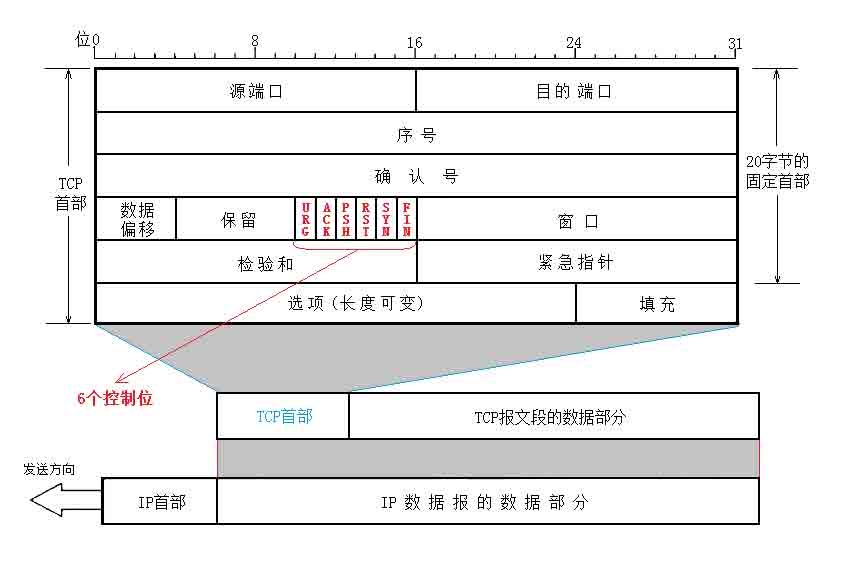 位 0 8 16 24 31
源端口 目的端口
序号
TCP
首部
确认号
20字节的
固定首部
数据
偏移
保留
URG ACK PSH RST SYN FIN
窗口
检验和 紧急指针
选项(长度可变) 填充
6个控制位
TCP首部 TCP报文段的数据部分
发送方向
IP首部 IP数据报的数据部分